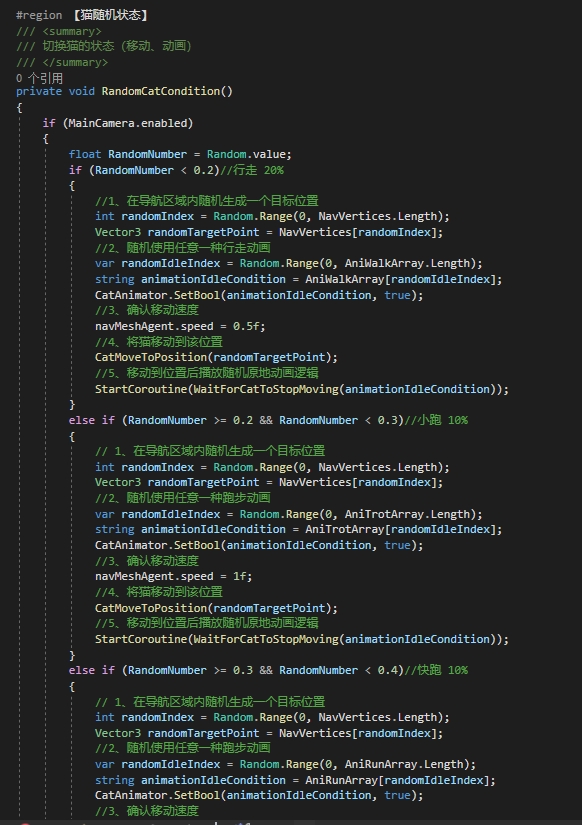 #region 【猫随机状态】
/// <summary>
/// 切换猫的状态（移动、动画）
/// </summary>
0 个引用
private void RandomCatCondition()
{
if (MainCamera.enabled)
{
float RandomNumber = Random.value;
if (RandomNumber < 0.2)//行走 20%
{
//1、在导航区域内随机生成一个目标位置
int randomIndex = Random.Range(0, NavVertices.Length);
Vector3 randomTargetPoint = NavVertices[randomIndex];
//2、随机使用任意一种行走动画
var randomIdleIndex = Random.Range(0, AniWalkArray.Length);
string animationIdleCondition = AniWalkArray[randomIdleIndex];
CatAnimator.SetBool(animationIdleCondition, true);
//3、确认移动速度
navMeshAgent.speed = 0.5f;
//4、将猫移动到该位置
CatMoveToPosition(randomTargetPoint);
//5、移动到位置后播放随机原地动画逻辑
StartCoroutine(WaitForCatToStopMoving(animationIdleCondition));
}
else if (RandomNumber >= 0.2 && RandomNumber < 0.3)//小跑 10%
{
// 1、在导航区域内随机生成一个目标位置
int randomIndex = Random.Range(0, NavVertices.Length);
Vector3 randomTargetPoint = NavVertices[randomIndex];
//2、随机使用任意一种跑步动画
var randomIdleIndex = Random.Range(0, AniTrotArray.Length);
string animationIdleCondition = AniTrotArray[randomIdleIndex];
CatAnimator.SetBool(animationIdleCondition, true);
//3、确认移动速度
navMeshAgent.speed = 1f;
//4、将猫移动到该位置
CatMoveToPosition(randomTargetPoint);
//5、移动到位置后播放随机原地动画逻辑
StartCoroutine(WaitForCatToStopMoving(animationIdleCondition));
}
else if (RandomNumber >= 0.3 && RandomNumber < 0.4)//快跑 10%
{
// 1、在导航区域内随机生成一个目标位置
int randomIndex = Random.Range(0, NavVertices.Length);
Vector3 randomTargetPoint = NavVertices[randomIndex];
//2、随机使用任意一种跑步动画
var randomIdleIndex = Random.Range(0, AniRunArray.Length);
string animationIdleCondition = AniRunArray[randomIdleIndex];
CatAnimator.SetBool(animationIdleCondition, true);
//3、确认移动速度